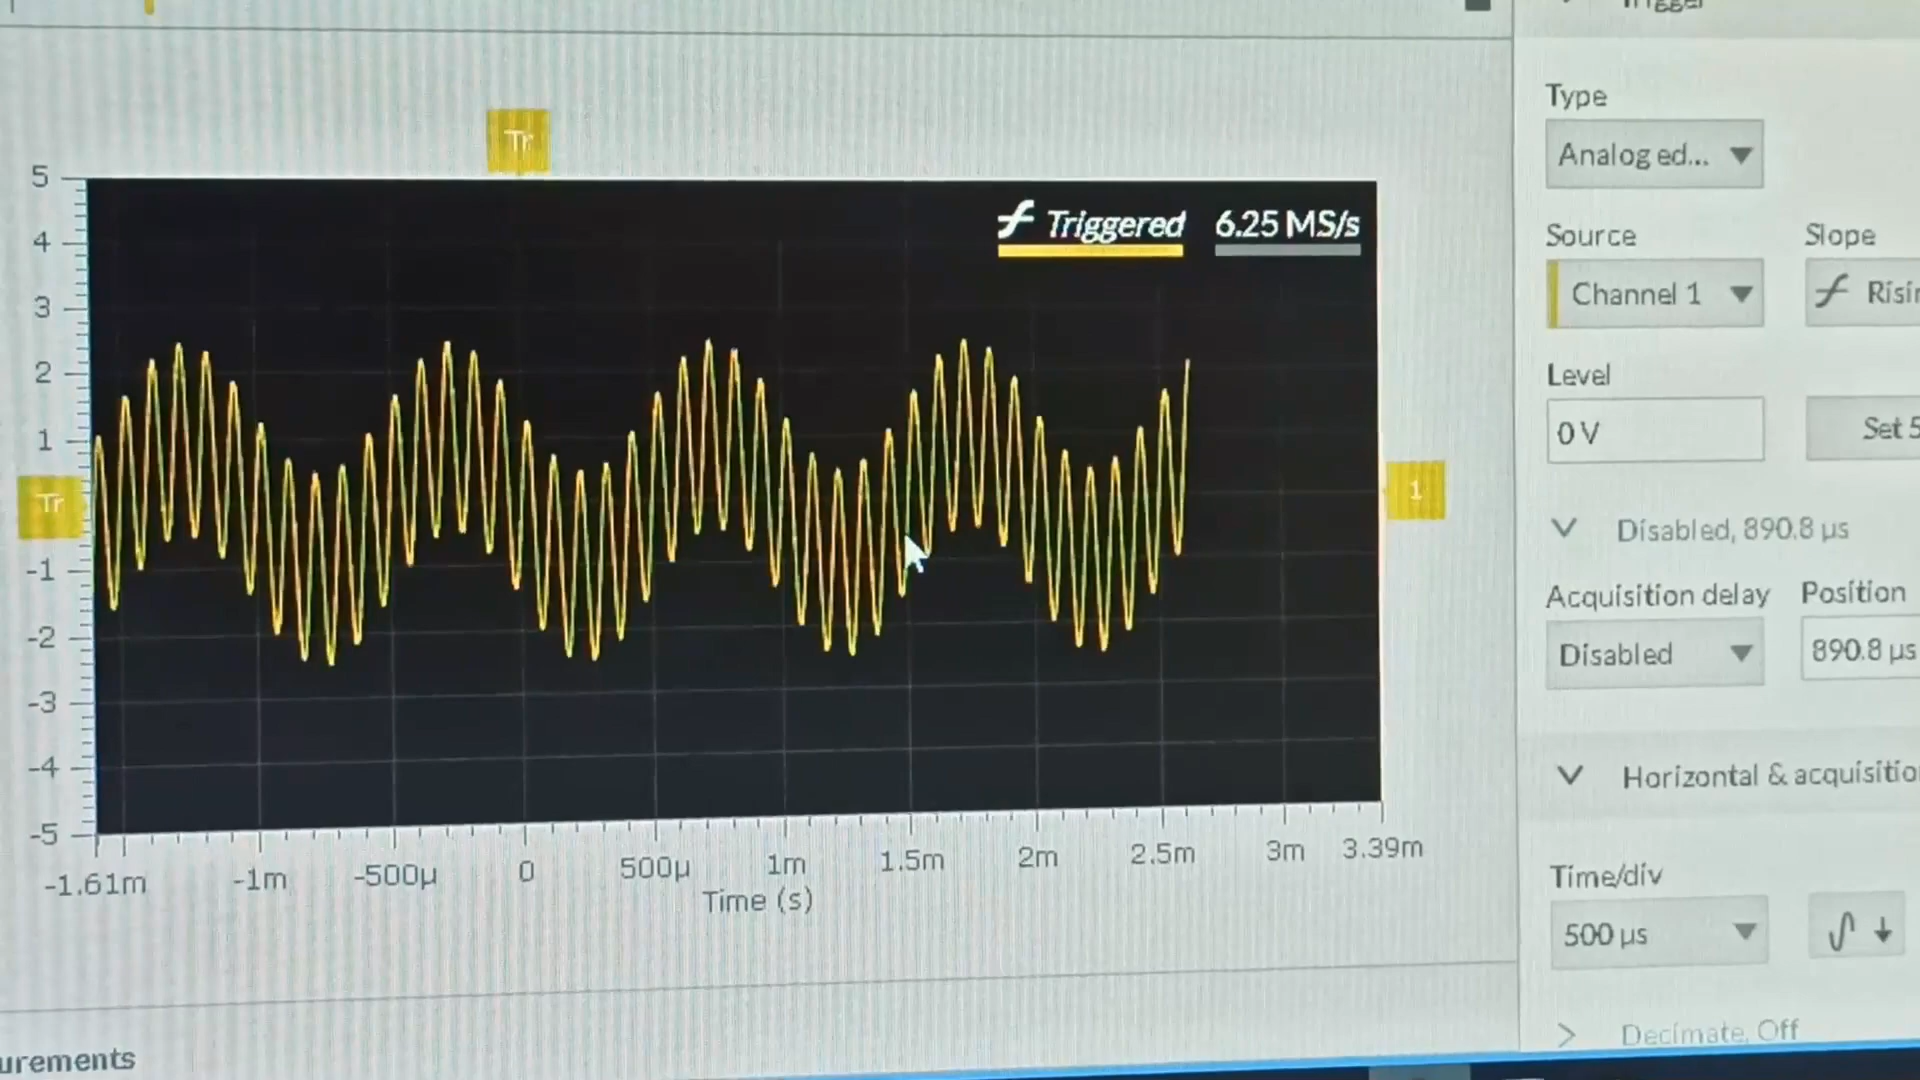 Trigger
Tr
Type
Analog ed...
Triggered 6.25 MS/s
Source Slope
Channel 1
Level
0 V
Set 5
5
4
3
2
1
Tr
-1
-2
-3
-4
-5
1
Disabled, 890.8 µs
Acquisition delay Position
Disabled 890.8 µs
Horizontal & acquisitio
-1.61m -1m -500µ 0 500µ 1m 1.5m 2m 2.5m 3m 3.39m
Time (s)
Time/div
500 µs
Decimate, Off
urements